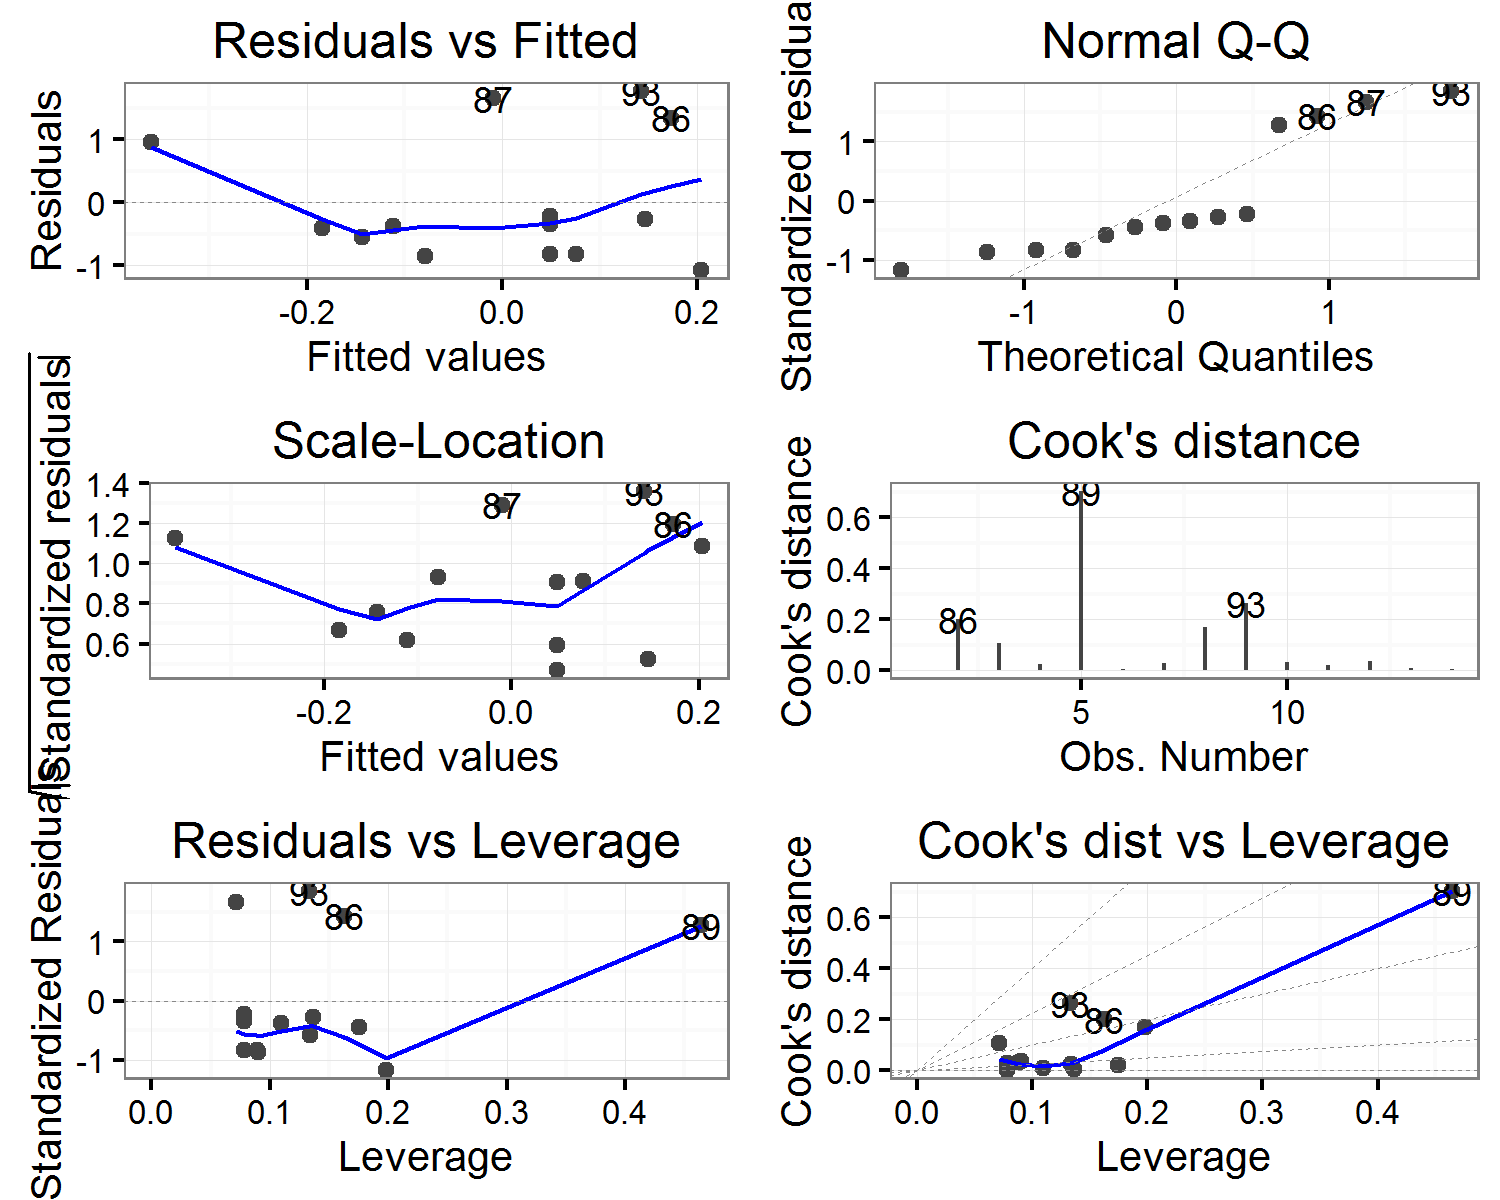 Residuals vs Fitted
Residuals
1
0
-1
87
93
86
-0.2 0.0 0.2
Fitted values
Normal Q-Q
Standardized residua
1
0
-1
86 87 93
-1 0 1
Theoretical Quantiles
Scale-Location
√|Standardized residuals|
1.4
1.2
1.0
0.8
0.6
87
93
86
-0.2 0.0 0.2
Fitted values
Cook's distance
Cook's distance
0.6
0.4
0.2
0.0
89
86
93
5 10
Obs. Number
Residuals vs Leverage
Standardized Residuals
1
0
-1
93
86
89
0.0 0.1 0.2 0.3 0.4
Leverage
Cook's dist vs Leverage
Cook's distance
0.6
0.4
0.2
0.0
89
93
86
0.0 0.1 0.2 0.3 0.4
Leverage